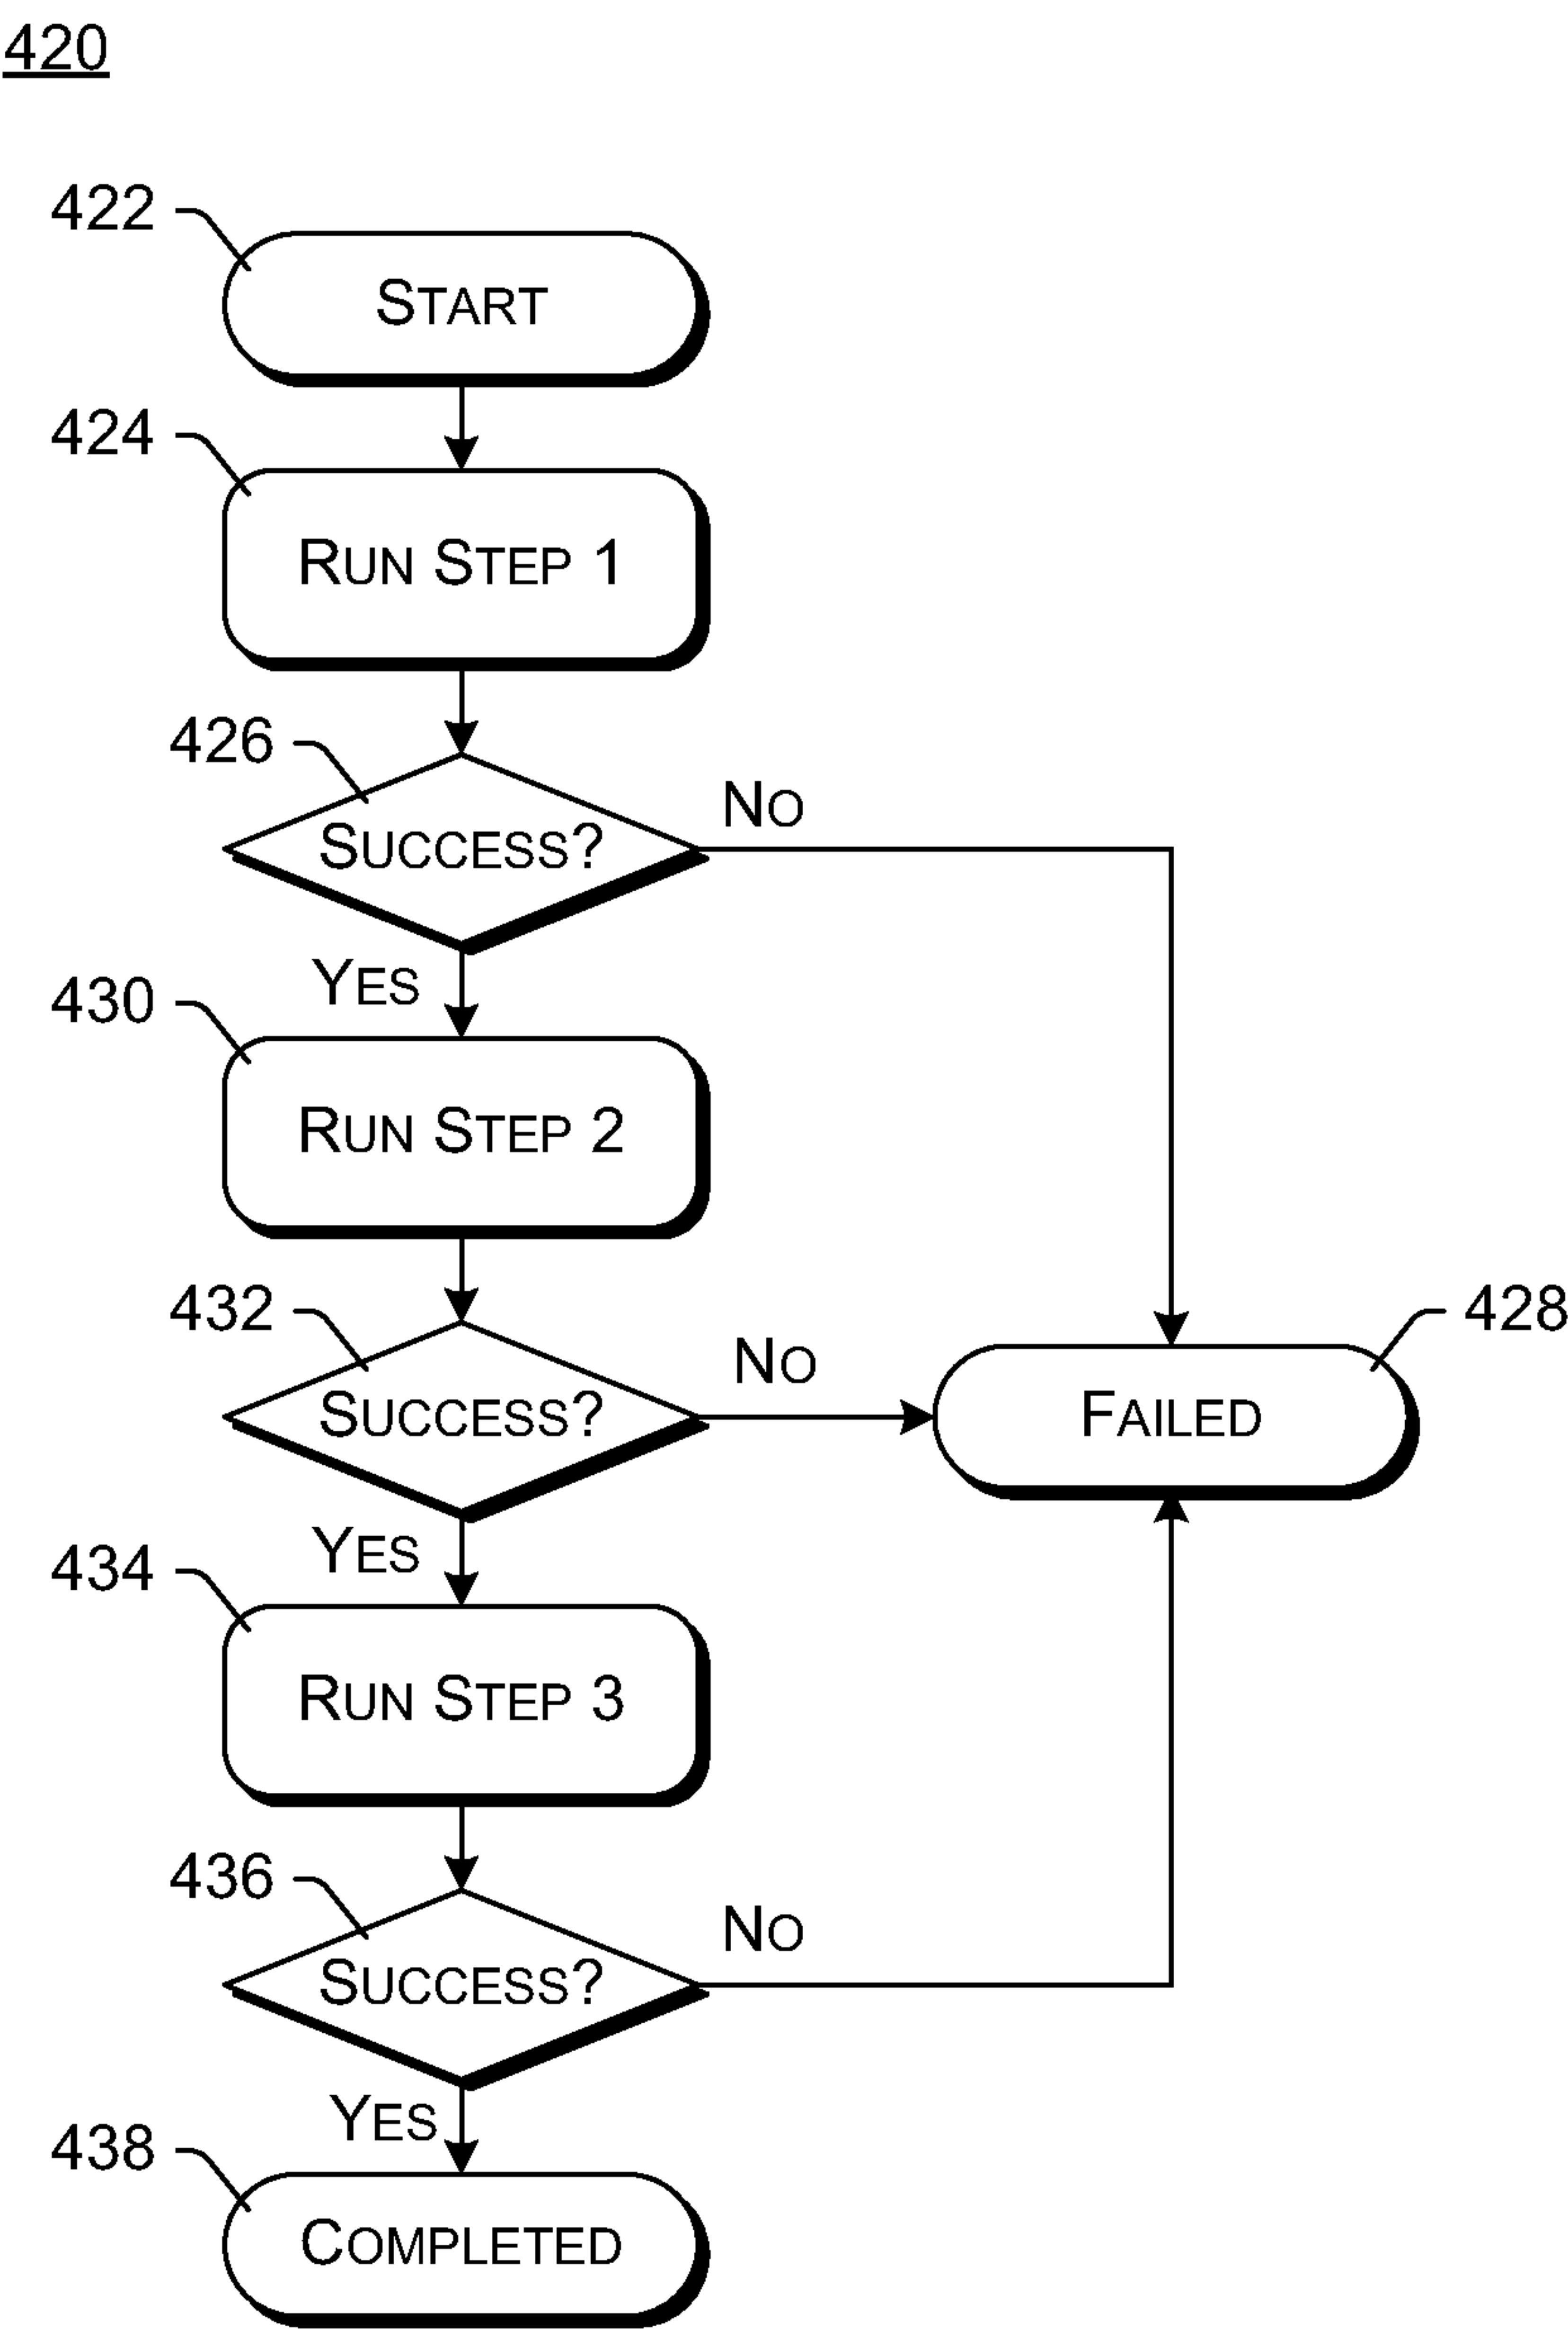 420
422
START
424
RUN STEP 1
426
SUCCESS?
NO
YES
430
RUN STEP 2
432
SUCCESS?
NO
428
FAILED
YES
434
RUN STEP 3
436
SUCCESS?
NO
YES
438
COMPLETED